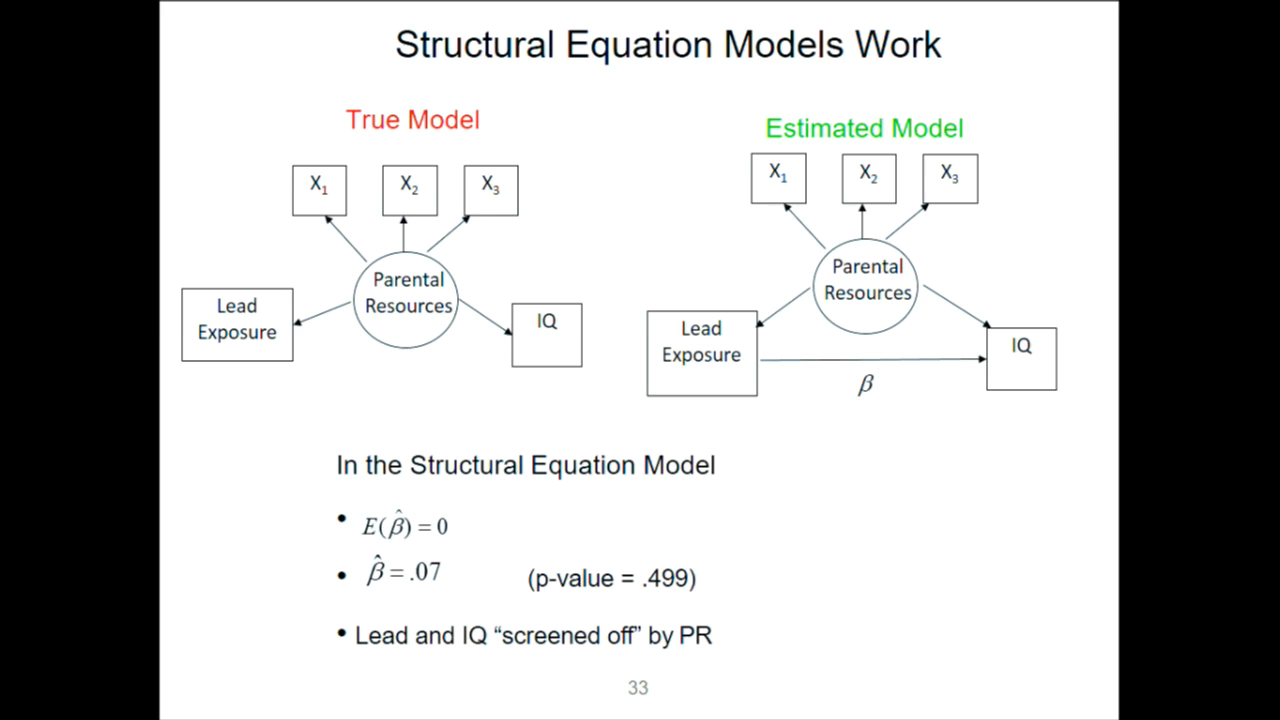 Structural Equation Models Work
True Model
X1
X2
X3
Parental
Resources
Lead
Exposure
IQ
Estimated Model
X1
X2
X3
Parental
Resources
Lead
Exposure
IQ
β
In the Structural Equation Model
• E(β̂) = 0
• β̂ = .07 (p-value = .499)
• Lead and IQ “screened off” by PR
33